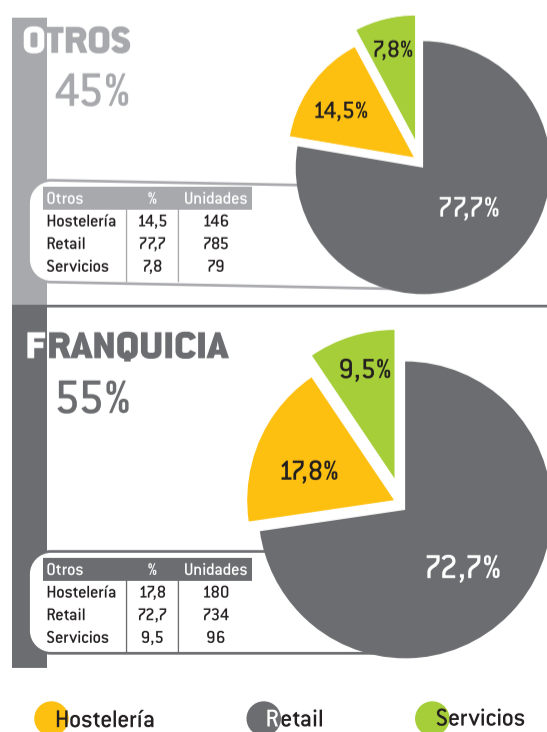 OTROS
45%
7,8%
14,5%
77,7%
Otros % Unidades
Hostelería 14,5 146
Retail 77,7 785
Servicios 7,8 79
FRANQUICIA
55%
9,5%
17,8%
72,7%
Otros % Unidades
Hostelería 17,8 180
Retail 72,7 734
Servicios 9,5 96
Hostelería Retail Servicios